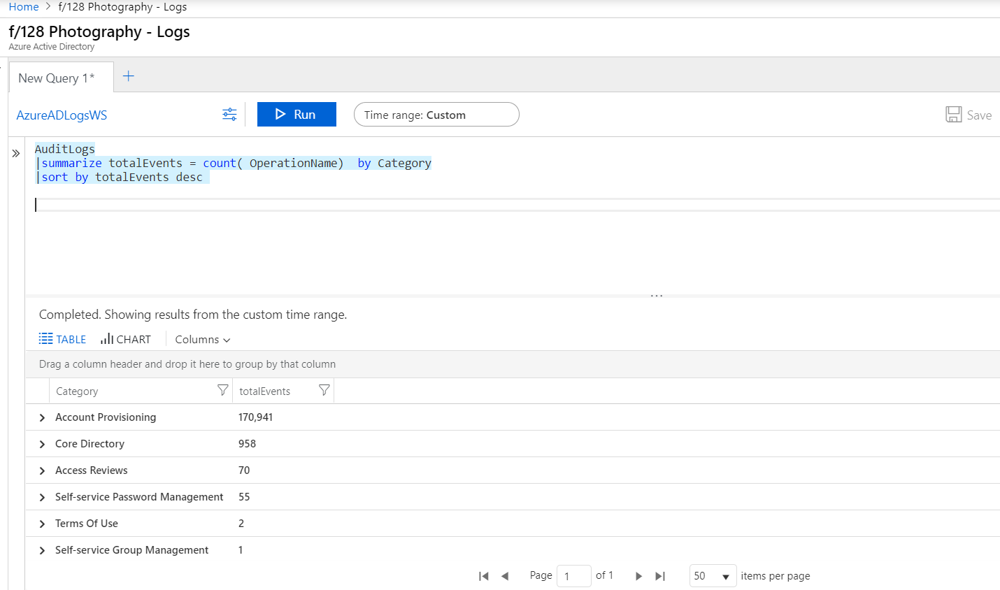 Home > f/128 Photography - Logs
f/128 Photography - Logs
Azure Active Directory
New Query 1* +
AzureADLogsWS Run Time range: Custom Save
AuditLogs
|summarize totalEvents = count( OperationName)  by Category
|sort by totalEvents desc
...
Completed. Showing results from the custom time range.
TABLE CHART Columns
Drag a column header and drop it here to group by that column
Category totalEvents
Account Provisioning 170,941
Core Directory 958
Access Reviews 70
Self-service Password Management 55
Terms Of Use 2
Self-service Group Management 1
Page 1 of 1 50 items per page